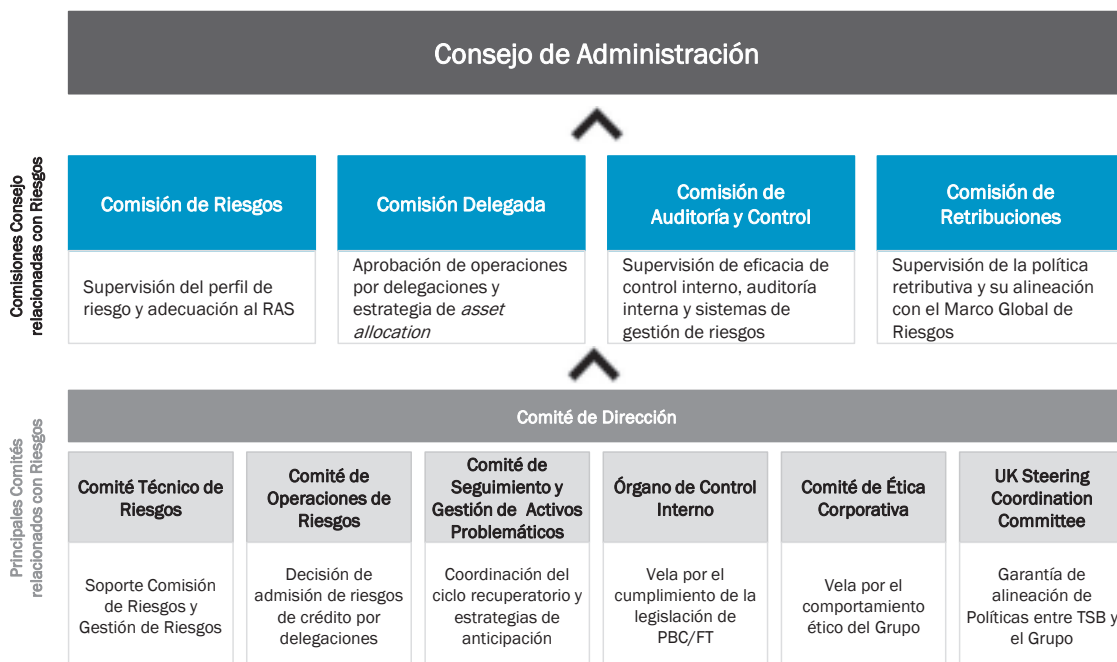 Consejo de Administración
Comisiones Consejo
relacionadas con Riesgos
Comisión de Riesgos
Supervisión del perfil de
riesgo y adecuación al RAS
Comisión Delegada
Aprobación de operaciones
por delegaciones y
estrategia de asset
allocation
Comisión de
Auditoría y Control
Supervisión de eficacia de
control interno, auditoría
interna y sistemas de
gestión de riesgos
Comisión de
Retribuciones
Supervisión de la política
retributiva y su alineación
con el Marco Global de
Riesgos
Principales Comités
relacionados con Riesgos
Comité de Dirección
Comité Técnico de
Riesgos
Soporte Comisión
de Riesgos y
Gestión de Riesgos
Comité de
Operaciones de
Riesgos
Decisión de
admisión de riesgos
de crédito por
delegaciones
Comité de
Seguimiento y
Gestión de Activos
Problemáticos
Coordinación del
ciclo recuperatorio y
estrategias de
anticipación
Órgano de Control
Interno
Vela por el
cumplimiento de la
legislación de
PBC/FT
Comité de Ética
Corporativa
Vela por el
comportamiento
ético del Grupo
UK Steering
Coordination
Committee
Garantía de
alineación de
Políticas entre TSB y
el Grupo